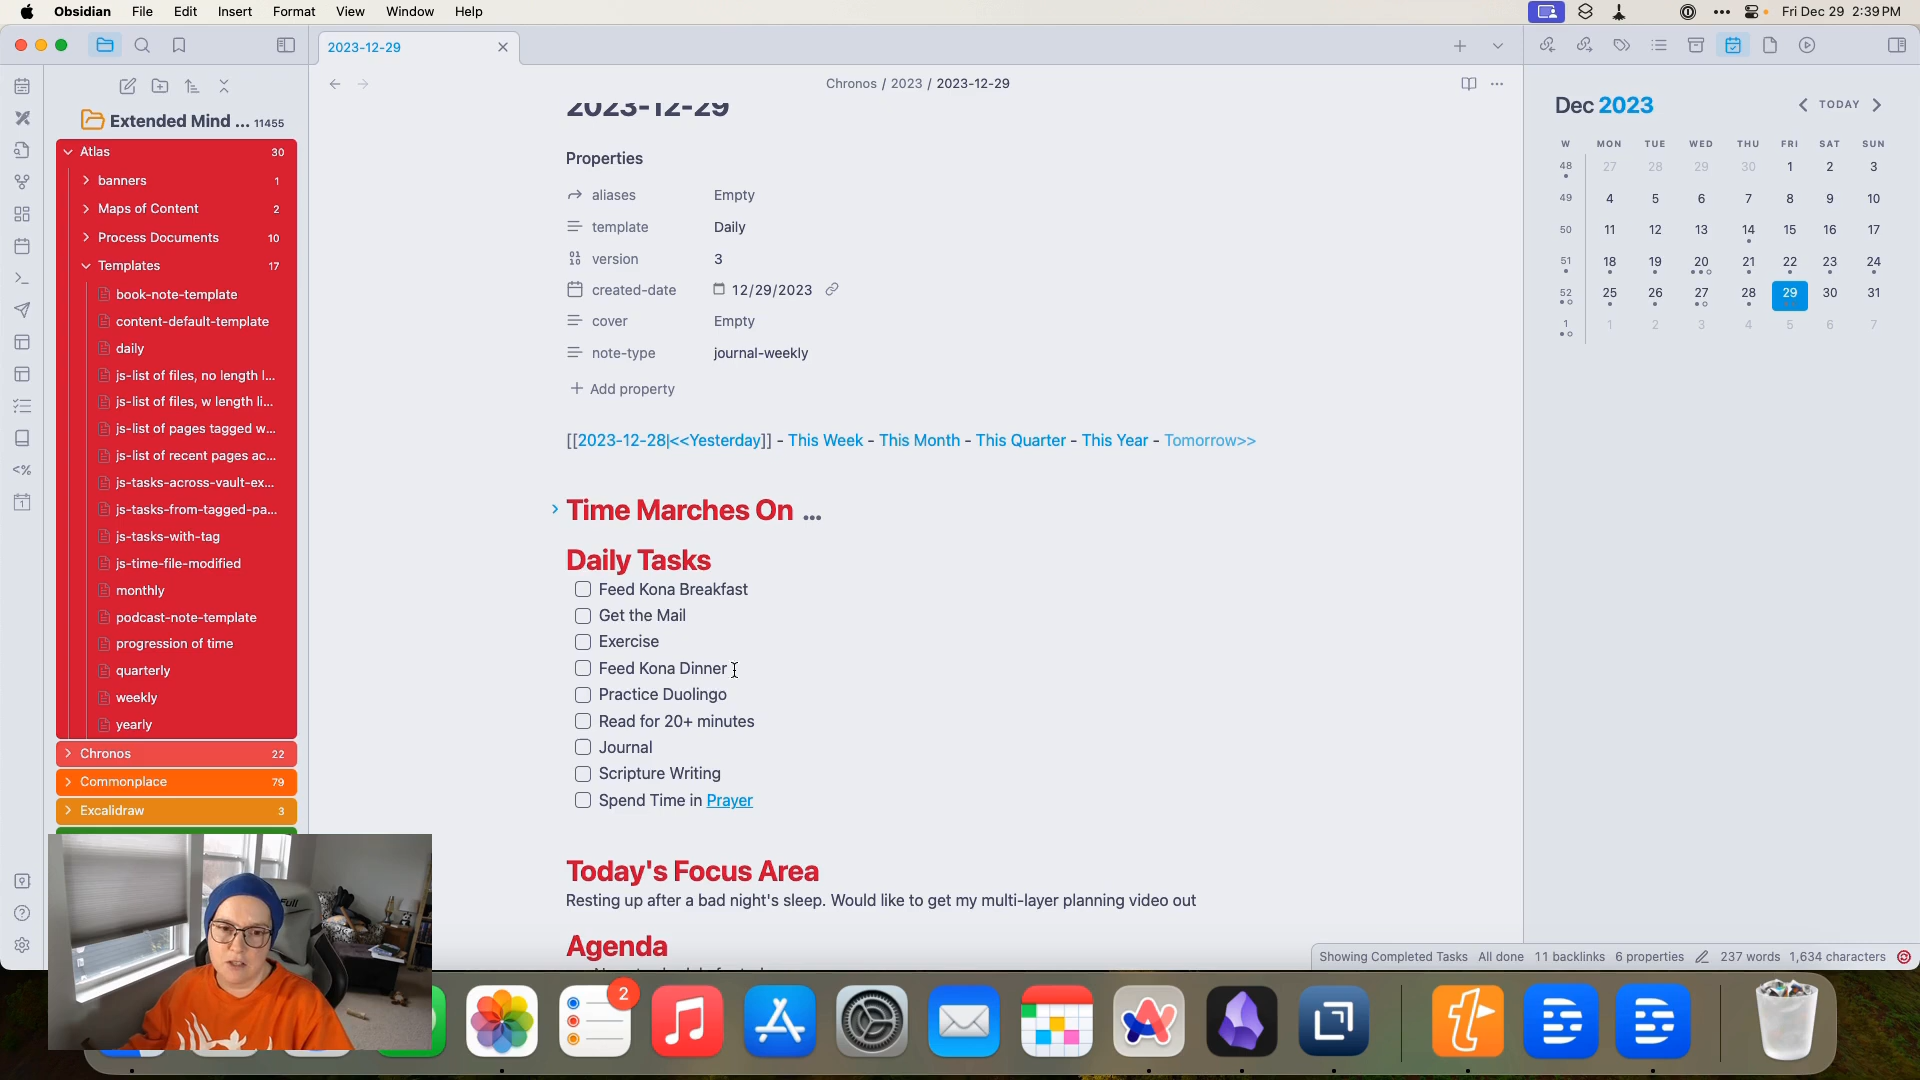 Obsidian File Edit Insert Format View Window Help Fri Dec 29 2:39 PM
2023-12-29
Chronos / 2023 / 2023-12-29
Extended Mind ... 11455
Atlas 30
banners 1
Maps of Content 2
Process Documents 10
Templates 17
book-note-template
content-default-template
daily
js-list of files, no length l...
js-list of files, w length li...
js-list of pages tagged w...
js-list of recent pages ac...
js-tasks-across-vault-ex...
js-tasks-from-tagged-pa...
js-tasks-with-tag
js-time-file-modified
monthly
podcast-note-template
progression of time
quarterly
weekly
yearly
Chronos 22
Commonplace 79
Excalidraw 3
2023-12-29
Properties
aliases Empty
template Daily
version 3
created-date 12/29/2023
cover Empty
note-type journal-weekly
+ Add property
[[2023-12-28|<<Yesterday]] - This Week - This Month - This Quarter - This Year - Tomorrow>>
Time Marches On ...
Daily Tasks
Feed Kona Breakfast
Get the Mail
Exercise
Feed Kona Dinner
Practice Duolingo
Read for 20+ minutes
Journal
Scripture Writing
Spend Time in Prayer
Today's Focus Area
Resting up after a bad night's sleep. Would like to get my multi-layer planning video out
Agenda
Dec 2023 TODAY
W MON TUE WED THU FRI SAT SUN
48 27 28 29 30 1 2 3
49 4 5 6 7 8 9 10
50 11 12 13 14 15 16 17
51 18 19 20 21 22 23 24
52 25 26 27 28 29 30 31
1 1 2 3 4 5 6 7
Showing Completed Tasks All done 11 backlinks 6 properties 237 words 1,634 characters
2